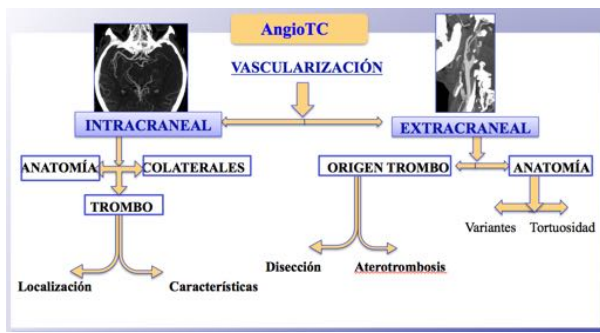 AngioTC
VASCULARIZACIÓN
INTRACRANEAL
EXTRACRANEAL
ANATOMÍA
COLATERALES
ORIGEN TROMBO
ANATOMÍA
TROMBO
Variantes
Tortuosidad
Disección
Aterotrombosis
Localización
Características